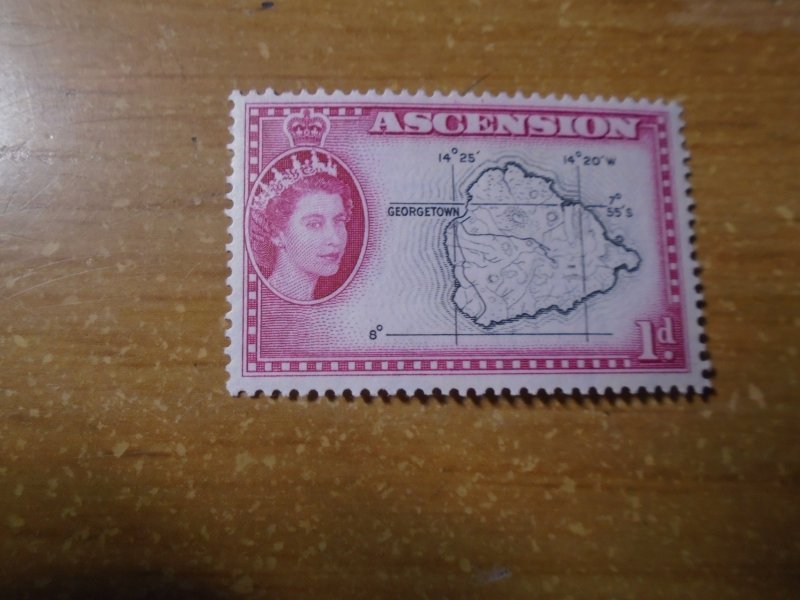 ASCENSION
14° 25′ 14° 20′ W
GEORGETOWN
7°
55′ S
8°
1d.